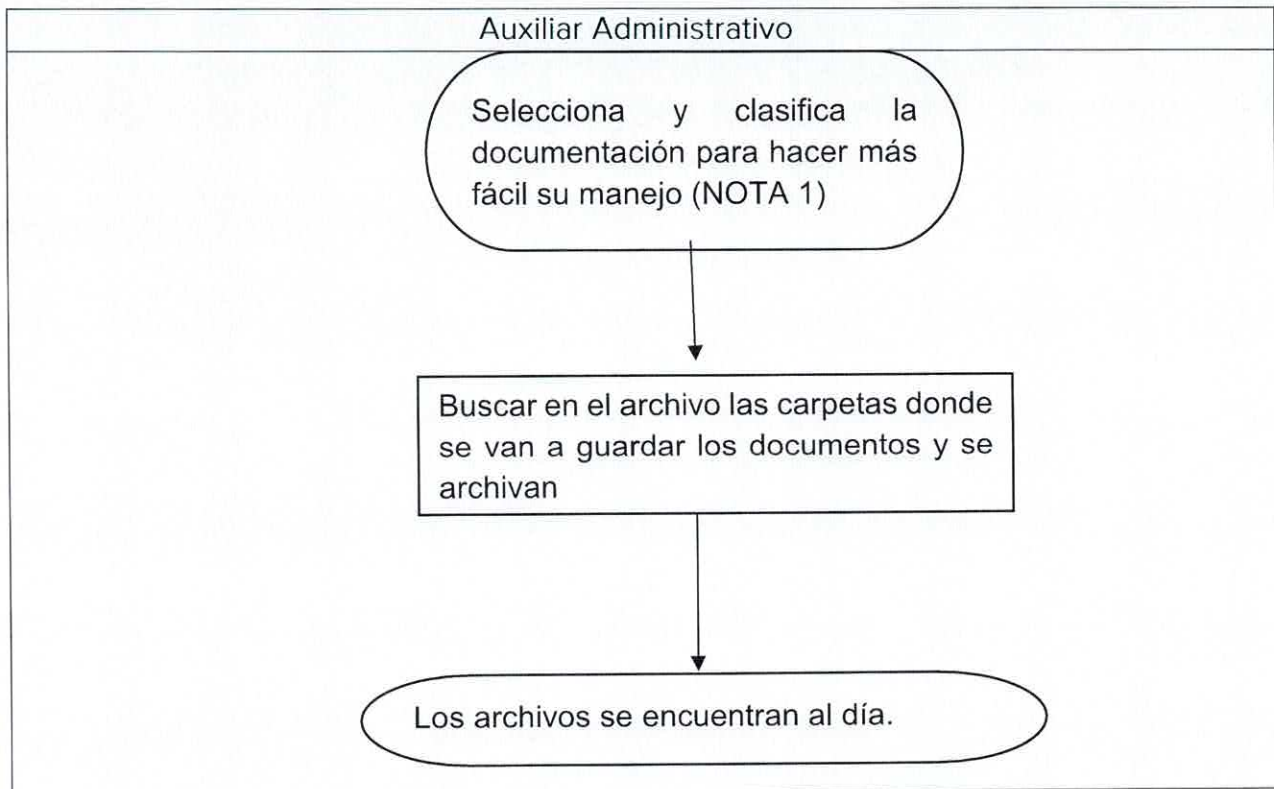 Auxiliar Administrativo
Selecciona y clasifica la
documentación para hacer más
fácil su manejo (NOTA 1)
Buscar en el archivo las carpetas donde
se van a guardar los documentos y se
archivan
Los archivos se encuentran al día.